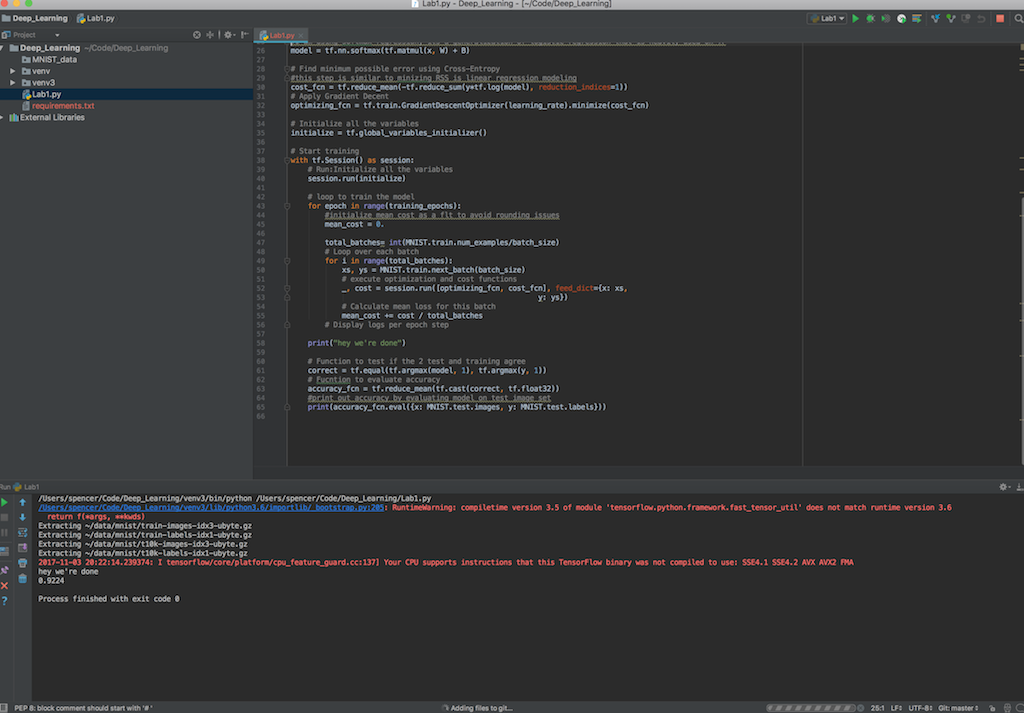 Lab1.py - Deep_Learning - [~/Code/Deep_Learning]
Deep_Learning Lab1.py
Lab1
Project
Lab1.py
Deep_Learning ~/Code/Deep_Learning
MNIST_data
venv
venv3
Lab1.py
requirements.txt
External Libraries
26 model = tf.nn.softmax(tf.matmul(x, W) + B)
27
28 # Find minimum possible error using Cross-Entropy
29 #this step is similar to minizing RSS is linear regression modeling
30 cost_fcn = tf.reduce_mean(-tf.reduce_sum(y*tf.log(model), reduction_indices=1))
31 # Apply Gradient Decent
32 optimizing_fcn = tf.train.GradientDescentOptimizer(learning_rate).minimize(cost_fcn)
33
34 # Initialize all the variables
35 initialize = tf.global_variables_initializer()
36
37 # Start training
38 with tf.Session() as session:
39 # Run:Initialize all the variables
40 session.run(initialize)
41
42 # loop to train the model
43 for epoch in range(training_epochs):
44 #initialize mean cost as a flt to avoid rounding issues
45 mean_cost = 0.
46
47 total_batches= int(MNIST.train.num_examples/batch_size)
48 # Loop over each batch
49 for i in range(total_batches):
50 xs, ys = MNIST.train.next_batch(batch_size)
51 # execute optimization and cost functions
52 _, cost = session.run([optimizing_fcn, cost_fcn], feed_dict={x: xs,
53 y: ys})
54 # Calculate mean loss for this batch
55 mean_cost += cost / total_batches
56 # Display logs per epoch step
57
58 print("hey we're done")
59
60 # Function to test if the 2 test and training agree
61 correct = tf.equal(tf.argmax(model, 1), tf.argmax(y, 1))
62 # Fucntion to evaluate accuracy
63 accuracy_fcn = tf.reduce_mean(tf.cast(correct, tf.float32))
64 #print out accuracy by evaluating model on test image set
65 print(accuracy_fcn.eval({x: MNIST.test.images, y: MNIST.test.labels}))
66
Run Lab1
/Users/spencer/Code/Deep_Learning/venv3/bin/python /Users/spencer/Code/Deep_Learning/Lab1.py
/Users/spencer/Code/Deep_Learning/venv3/lib/python3.6/importlib/_bootstrap.py:205: RuntimeWarning: compiletime version 3.5 of module 'tensorflow.python.framework.fast_tensor_util' does not match runtime version 3.6
return f(*args, **kwds)
Extracting ~/data/mnist/train-images-idx3-ubyte.gz
Extracting ~/data/mnist/train-labels-idx1-ubyte.gz
Extracting ~/data/mnist/t10k-images-idx3-ubyte.gz
Extracting ~/data/mnist/t10k-labels-idx1-ubyte.gz
2017-11-03 20:22:14.239374: I tensorflow/core/platform/cpu_feature_guard.cc:137] Your CPU supports instructions that this TensorFlow binary was not compiled to use: SSE4.1 SSE4.2 AVX AVX2 FMA
hey we're done
0.9224
Process finished with exit code 0
PEP 8: block comment should start with '# '
Adding files to git...
25:1 LF UTF-8 Git: master